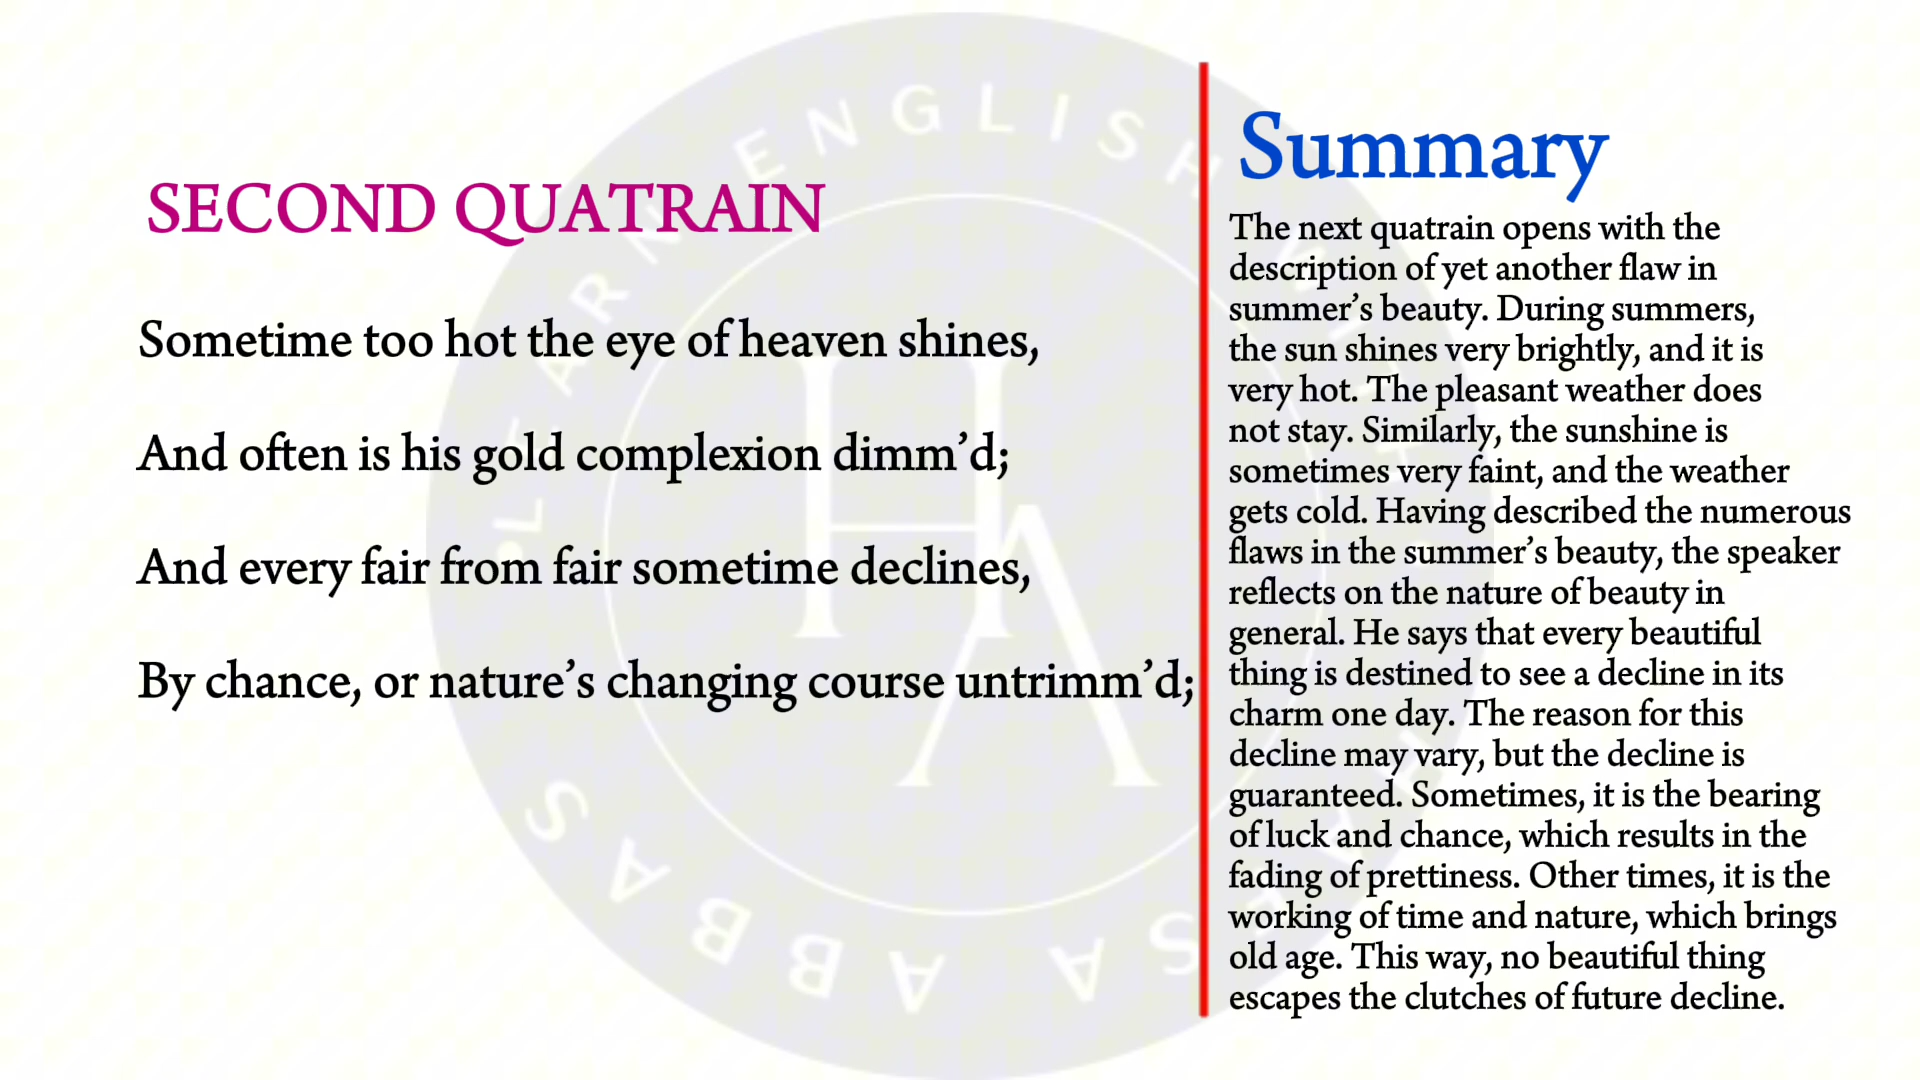 SECOND QUATRAIN
Sometime too hot the eye of heaven shines,
And often is his gold complexion dimm'd;
And every fair from fair sometime declines,
By chance, or nature's changing course untrimm'd;
Summary
The next quatrain opens with the
description of yet another flaw in
summer's beauty. During summers,
the sun shines very brightly, and it is
very hot. The pleasant weather does
not stay. Similarly, the sunshine is
sometimes very faint, and the weather
gets cold. Having described the numerous
flaws in the summer's beauty, the speaker
reflects on the nature of beauty in
general. He says that every beautiful
thing is destined to see a decline in its
charm one day. The reason for this
decline may vary, but the decline is
guaranteed. Sometimes, it is the bearing
of luck and chance, which results in the
fading of prettiness. Other times, it is the
working of time and nature, which brings
old age. This way, no beautiful thing
escapes the clutches of future decline.
LEARN ENGLISH
ABBAS
HA